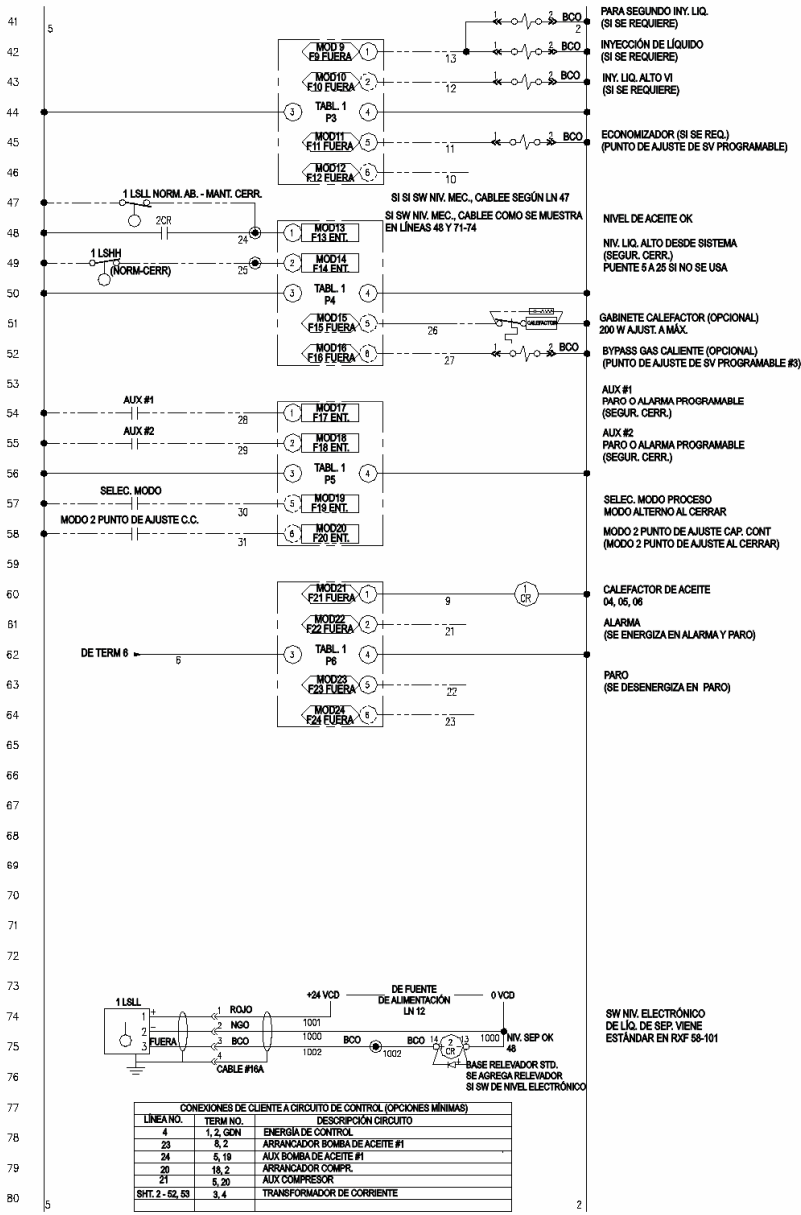 41 5 1 2 BCO 2 PARA SEGUNDO INY. LIQ.
(SI SE REQUIERE)
42 MOD 9 1 13 1 2 BCO INYECCIÓN DE LÍQUIDO
F9 FUERA (SI SE REQUIERE)
43 MOD10 2 12 1 2 BCO INY. LIQ. ALTO VI
F10 FUERA (SI SE REQUIERE)
44 3 TABL. 1 4
P3
45 MOD11 5 11 1 2 BCO ECONOMIZADOR (SI SE REQ.)
F11 FUERA (PUNTO DE AJUSTE DE SV PROGRAMABLE)
46 MOD12 6 10
F12 FUERA
1 LSLL NORM. AB. - MANT. CERR.
47 SI SI SW NIV. MEC., CABLEE SEGÚN LN 47
SI SW NIV. MEC., CABLEE COMO SE MUESTRA
EN LÍNEAS 48 Y 71-74
48 2CR 24 1 MOD13 NIVEL DE ACEITE OK
F13 ENT.
49 1 LSHH 25 2 MOD14 NIV. LIQ. ALTO DESDE SISTEMA
(NORM-CERR) F14 ENT. (SEGUR. CERR.)
PUENTE 5 A 25 SI NO SE USA
50 3 TABL. 1 4
P4
51 MOD15 5 26 CALEFACTOR GABINETE CALEFACTOR (OPCIONAL)
F15 FUERA 200 W AJUST. A MÁX.
52 MOD16 6 27 1 2 BCO BYPASS GAS CALIENTE (OPCIONAL)
F16 FUERA (PUNTO DE AJUSTE DE SV PROGRAMABLE #3)
53
54 AUX #1 28 1 MOD17 AUX #1
F17 ENT. PARO O ALARMA PROGRAMABLE
(SEGUR. CERR.)
55 AUX #2 29 2 MOD18 AUX #2
F18 ENT. PARO O ALARMA PROGRAMABLE
(SEGUR. CERR.)
56 3 TABL. 1 4
P5
57 SELEC. MODO 30 5 MOD19 SELEC. MODO PROCESO
F19 ENT. MODO ALTERNO AL CERRAR
58 MODO 2 PUNTO DE AJUSTE C.C. 31 6 MOD20 MODO 2 PUNTO DE AJUSTE CAP. CONT
F20 ENT. (MODO 2 PUNTO DE AJUSTE AL CERRAR)
59
60 MOD21 1 9 1 CALEFACTOR DE ACEITE
F21 FUERA CR 04, 05, 06
61 MOD22 2 21 ALARMA
F22 FUERA (SE ENERGIZA EN ALARMA Y PARO)
62 DE TERM 6 6 3 TABL. 1 4
P6
63 MOD23 5 22 PARO
F23 FUERA (SE DESENERGIZA EN PARO)
64 MOD24 6 23
F24 FUERA
65
66
67
68
69
70
71
72
73 +24 VCD DE FUENTE 0 VCD
DE ALIMENTACIÓN
LN 12
74 1 LSLL 1 + 1 ROJO 1001 SW NIV. ELECTRÓNICO
2 − 2 NGO 1000 1000 NIV. SEP OK DE LÍQ. DE SEP. VIENE
48 ESTÁNDAR EN RXF 58-101
75 FUERA 3 3 BCO 1002 BCO 1002 BCO 14 2 13
CR
4
CABLE #16A
76 BASE RELEVADOR STD.
SE AGREGA RELEVADOR
SI SW DE NIVEL ELECTRÓNICO
77 CONEXIONES DE CLIENTE A CIRCUITO DE CONTROL (OPCIONES MÍNIMAS)
LÍNEA NO. TERM NO. DESCRIPCIÓN CIRCUITO
4 1, 2, GDN ENERGÍA DE CONTROL
78 23 8, 2 ARRANCADOR BOMBA DE ACEITE #1
24 5, 19 AUX BOMBA DE ACEITE #1
79 20 18, 2 ARRANCADOR COMPR.
21 5, 20 AUX COMPRESOR
80 SHT. 2 - 52, 53 3, 4 TRANSFORMADOR DE CORRIENTE
5 2